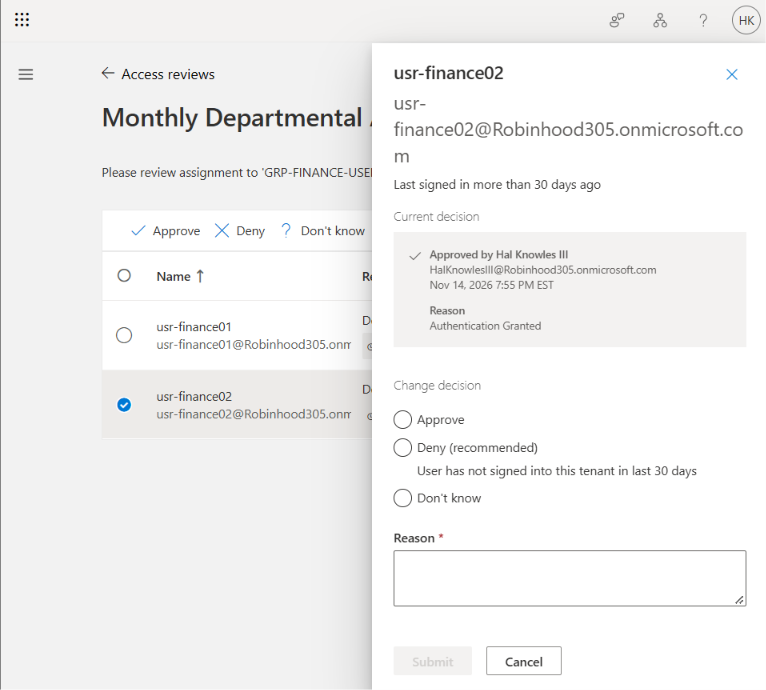 HK
Access reviews
Monthly Departmental
Please review assignment to 'GRP-FINANCE-USE
Approve
Deny
? Don't know
Name ↑
usr-finance01
usr-finance01@Robinhood305.onm
usr-finance02
usr-finance02@Robinhood305.onm
usr-finance02
usr-
finance02@Robinhood305.onmicrosoft.co
m
Last signed in more than 30 days ago
Current decision
Approved by Hal Knowles III
HalKnowlesIII@Robinhood305.onmicrosoft.com
Nov 14, 2026 7:55 PM EST
Reason
Authentication Granted
Change decision
Approve
Deny (recommended)
User has not signed into this tenant in last 30 days
Don't know
Reason *
Submit
Cancel